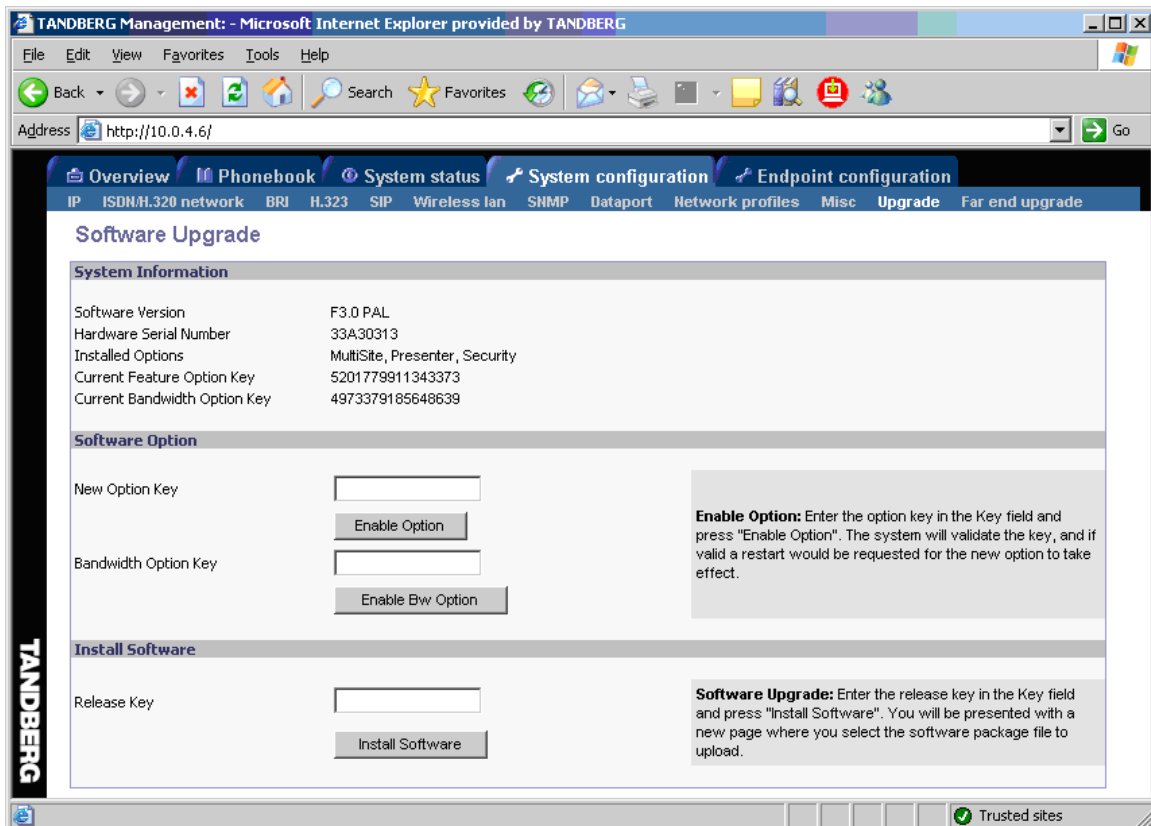 TANDBERG Management: - Microsoft Internet Explorer provided by TANDBERG
File Edit View Favorites Tools Help
Back Search Favorites
Address http://10.0.4.6/ Go
Overview Phonebook System status System configuration Endpoint configuration
IP ISDN/H.320 network BRI H.323 SIP Wireless lan SNMP Dataport Network profiles Misc Upgrade Far end upgrade
Software Upgrade
System Information
Software Version F3.0 PAL
Hardware Serial Number 33A30313
Installed Options MultiSite, Presenter, Security
Current Feature Option Key 5201779911343373
Current Bandwidth Option Key 4973379185648639
Software Option
New Option Key
Enable Option
Bandwidth Option Key
Enable Bw Option
Enable Option: Enter the option key in the Key field and
press "Enable Option". The system will validate the key, and if
valid a restart would be requested for the new option to take
effect.
Install Software
Release Key
Install Software
Software Upgrade: Enter the release key in the Key field
and press "Install Software". You will be presented with a
new page where you select the software package file to
upload.
TANDBERG
Trusted sites